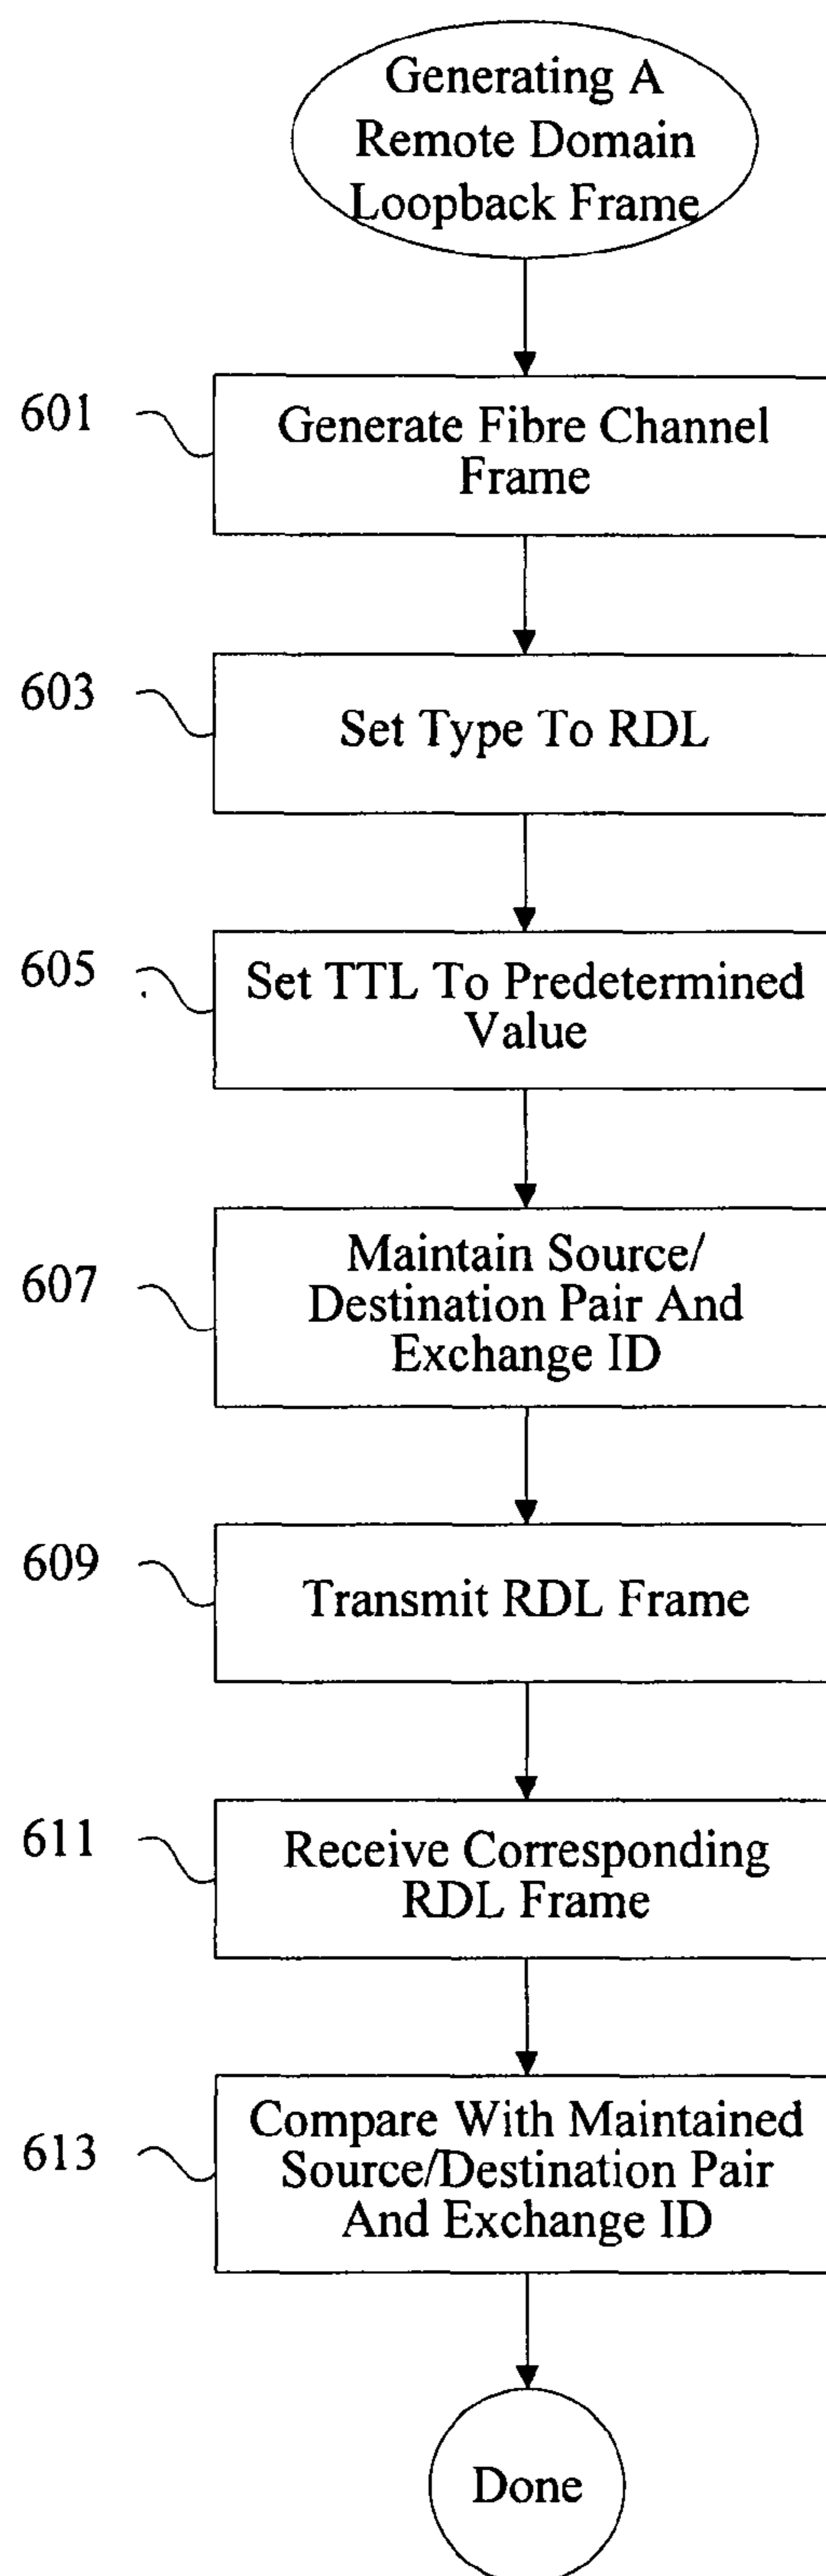 Generating A
Remote Domain
Loopback Frame
601
Generate Fibre Channel
Frame
603
Set Type To RDL
605
Set TTL To Predetermined
Value
607
Maintain Source/
Destination Pair And
Exchange ID
609
Transmit RDL Frame
611
Receive Corresponding
RDL Frame
613
Compare With Maintained
Source/Destination Pair
And Exchange ID
Done